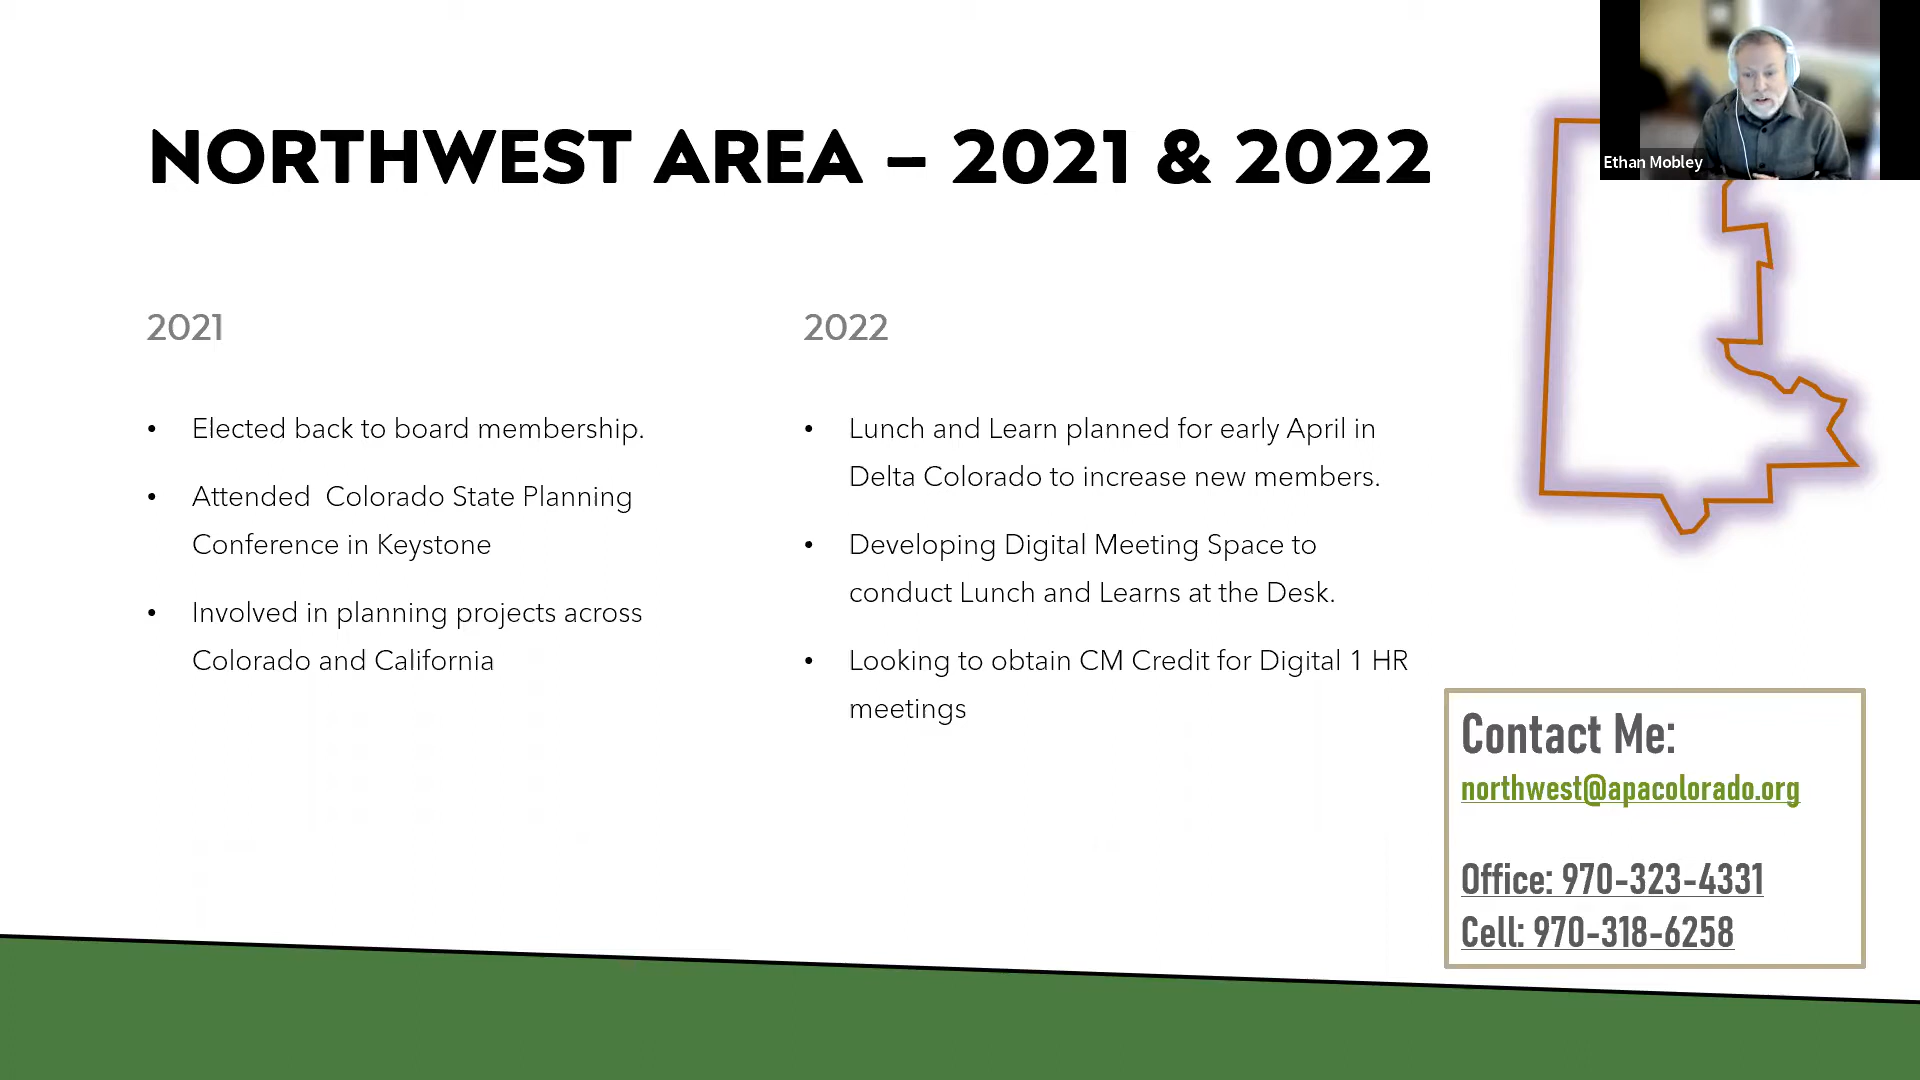 NORTHWEST AREA – 2021 & 2022
Ethan Mobley
2021
• Elected back to board membership.
• Attended  Colorado State Planning
Conference in Keystone
• Involved in planning projects across
Colorado and California
2022
• Lunch and Learn planned for early April in
Delta Colorado to increase new members.
• Developing Digital Meeting Space to
conduct Lunch and Learns at the Desk.
• Looking to obtain CM Credit for Digital 1 HR
meetings
Contact Me:
northwest@apacolorado.org
Office: 970-323-4331
Cell: 970-318-6258